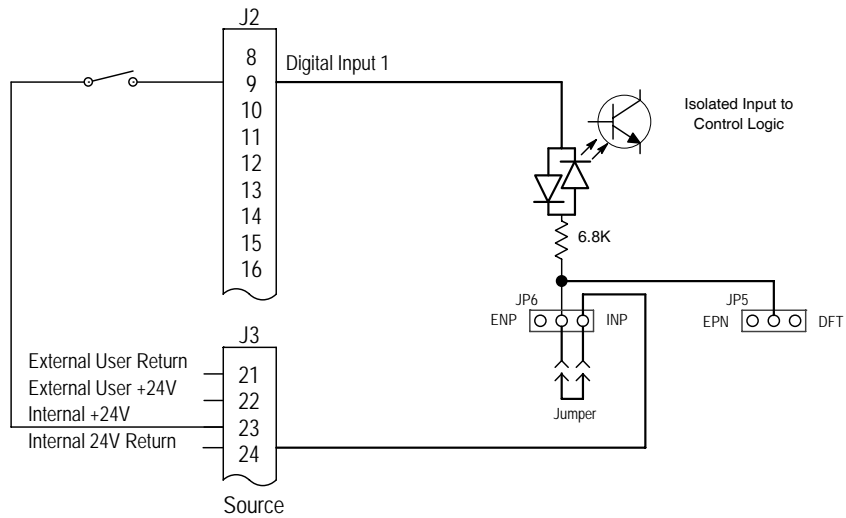 J2
8
9
10
11
12
13
14
15
16
Digital Input 1
Isolated Input to
Control Logic
6.8K
JP6
ENP
INP
JP5
EPN
DFT
Jumper
J3
External User Return
External User +24V
Internal +24V
Internal 24V Return
21
22
23
24
Source